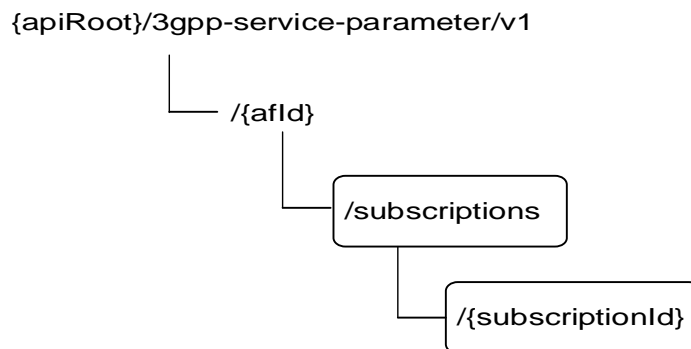 {apiRoot}/3gpp-service-parameter/v1
/{afId}
/subscriptions
/{subscriptionId}